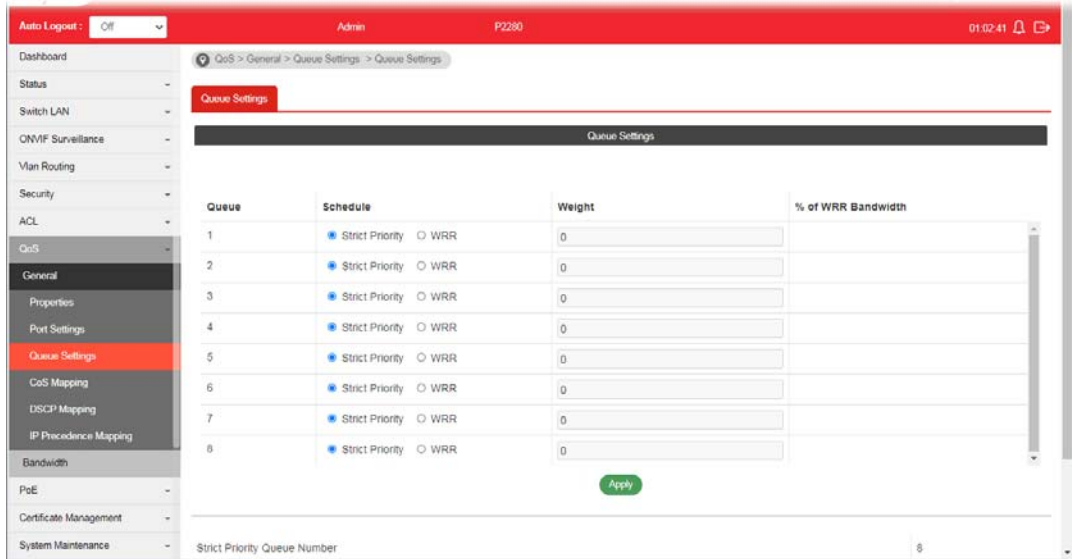 Auto Logout : Off Admin P2280 01:02:41
Dashboard
Status
Switch LAN
ONVIF Surveillance
Vlan Routing
Security
ACL
QoS
General
Properties
Port Settings
Queue Settings
CoS Mapping
DSCP Mapping
IP Precedence Mapping
Bandwidth
PoE
Certificate Management
System Maintenance
QoS > General > Queue Settings > Queue Settings
Queue Settings
Queue Settings
Queue Schedule Weight % of WRR Bandwidth
1 Strict Priority WRR 0
2 Strict Priority WRR 0
3 Strict Priority WRR 0
4 Strict Priority WRR 0
5 Strict Priority WRR 0
6 Strict Priority WRR 0
7 Strict Priority WRR 0
8 Strict Priority WRR 0
Apply
Strict Priority Queue Number 8